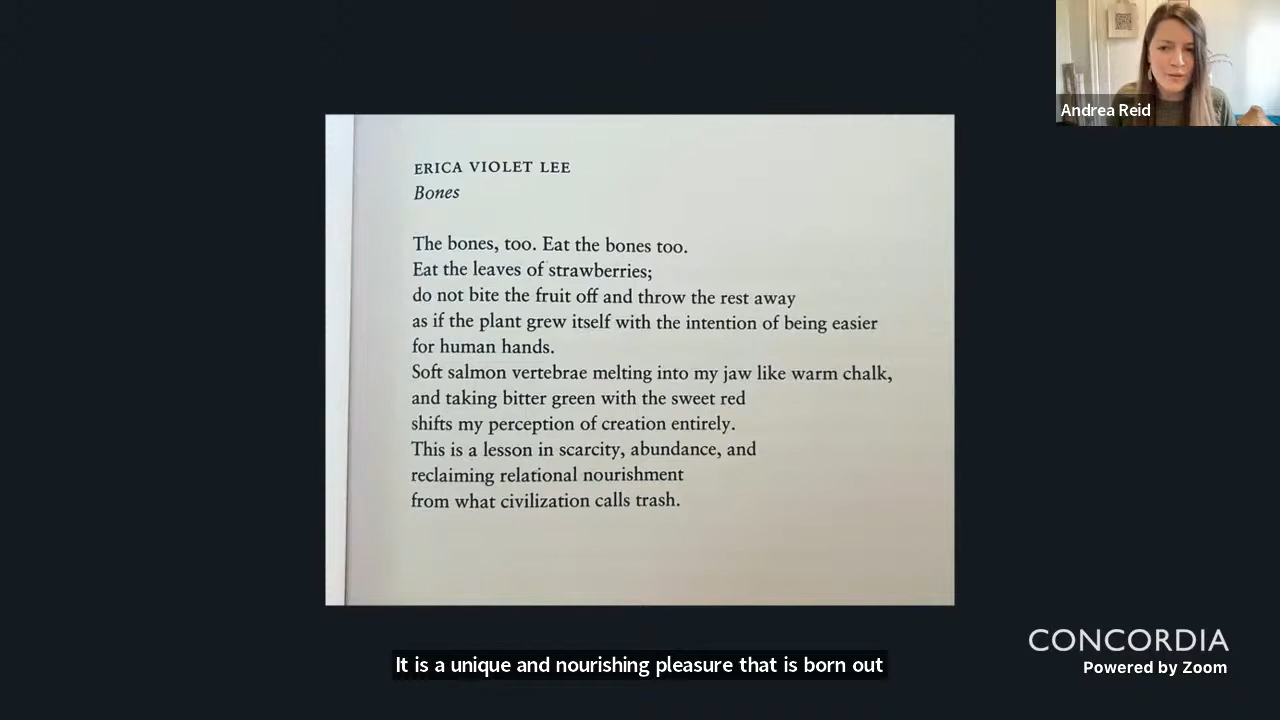 Andrea Reid
ERICA VIOLET LEE
Bones
The bones, too. Eat the bones too.
Eat the leaves of strawberries;
do not bite the fruit off and throw the rest away
as if the plant grew itself with the intention of being easier
for human hands.
Soft salmon vertebrae melting into my jaw like warm chalk,
and taking bitter green with the sweet red
shifts my perception of creation entirely.
This is a lesson in scarcity, abundance, and
reclaiming relational nourishment
from what civilization calls trash.
CONCORDIA
Powered by Zoom
It is a unique and nourishing pleasure that is born out